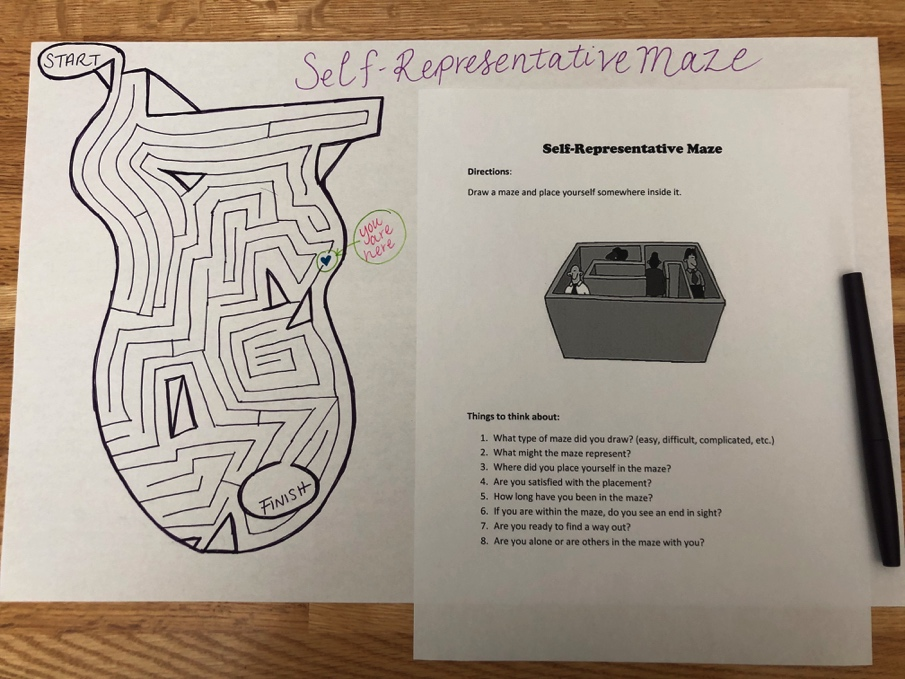 Self-Representative Maze
START
you
are
here
FINISH
Self-Representative Maze
Directions:
Draw a maze and place yourself somewhere inside it.
Things to think about:
1. What type of maze did you draw? (easy, difficult, complicated, etc.)
2. What might the maze represent?
3. Where did you place yourself in the maze?
4. Are you satisfied with the placement?
5. How long have you been in the maze?
6. If you are within the maze, do you see an end in sight?
7. Are you ready to find a way out?
8. Are you alone or are others in the maze with you?